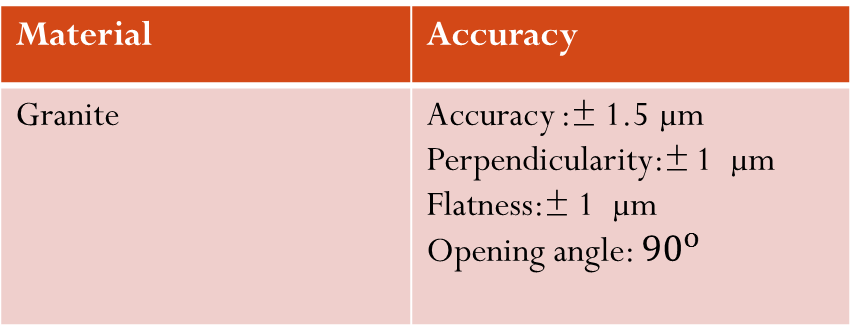 Material
Accuracy
Granite
Accuracy :± 1.5 µm
Perpendicularity:± 1  µm
Flatness:± 1  µm
Opening angle: 90º